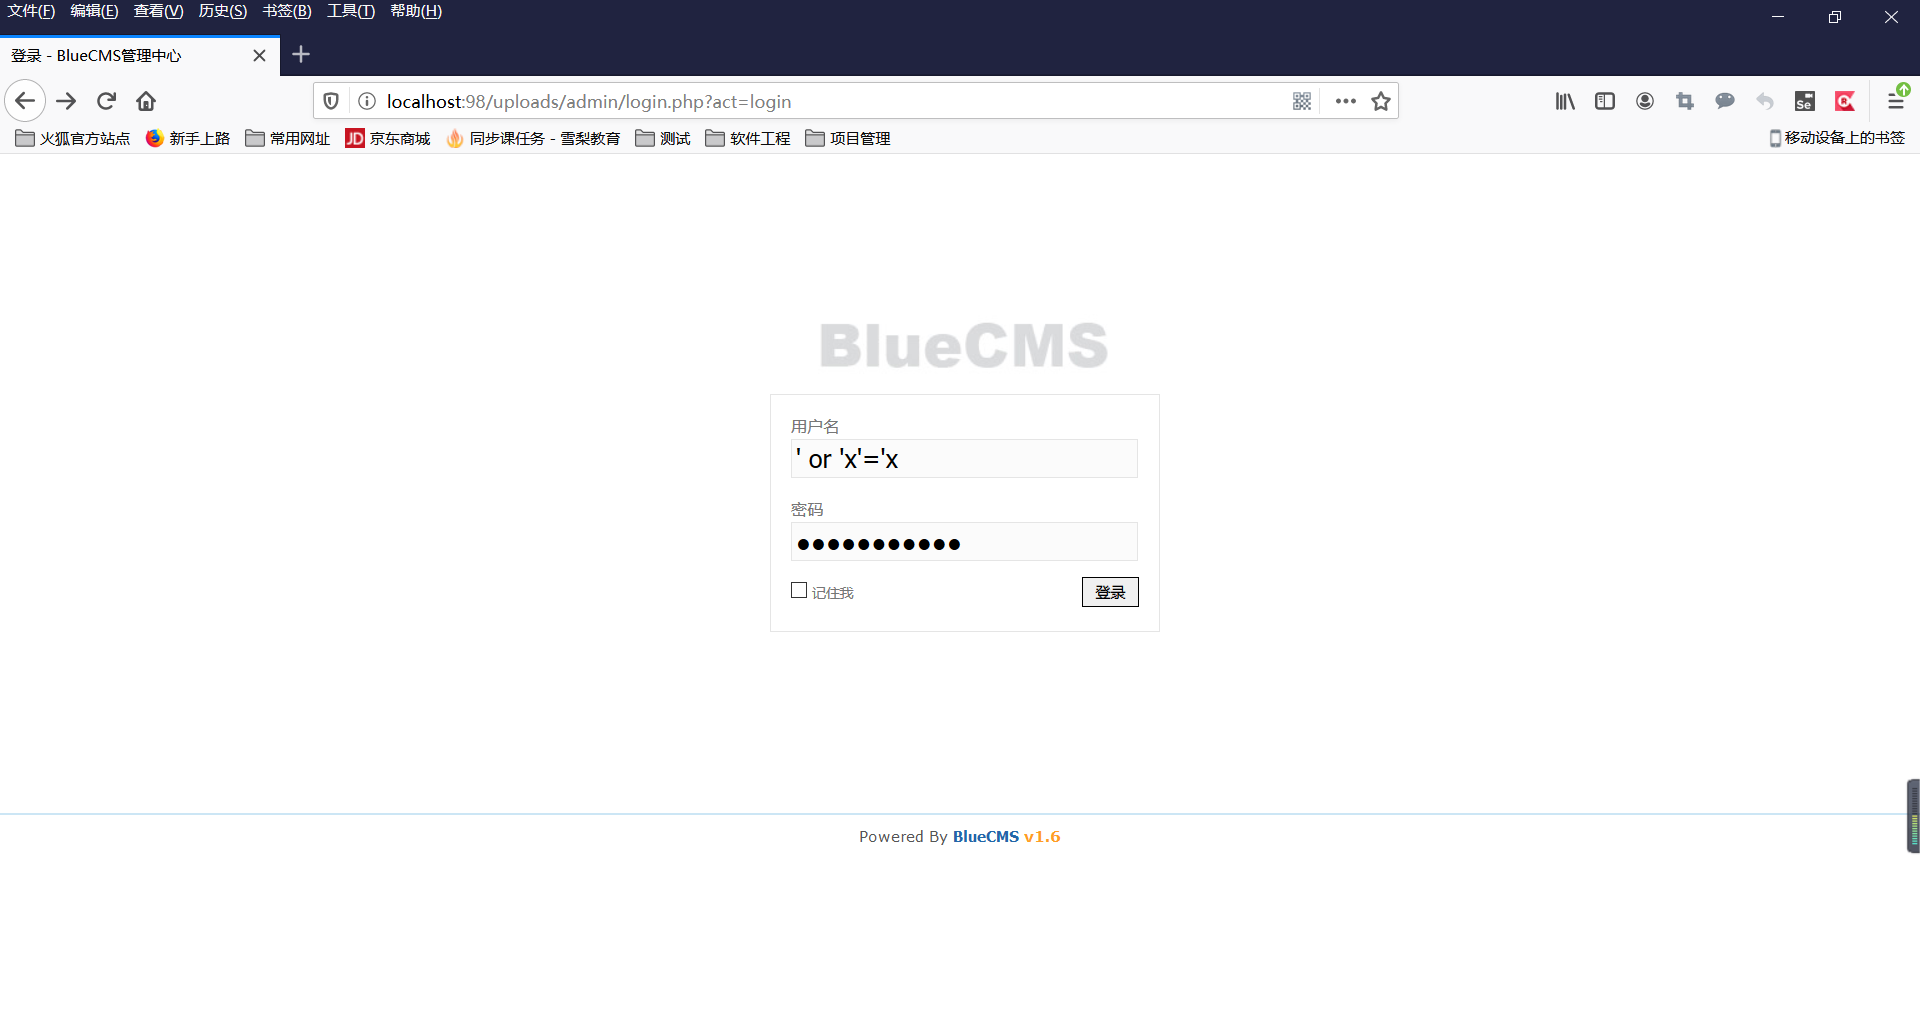 文件(F) 编辑(E) 查看(V) 历史(S) 书签(B) 工具(T) 帮助(H)
登录 - BlueCMS管理中心
localhost:98/uploads/admin/login.php?act=login
火狐官方站点 新手上路 常用网址 JD 京东商城 同步课任务 - 雪梨教育 测试 软件工程 项目管理 移动设备上的书签
Se
BlueCMS
用户名
' or 'x'='x
密码
●●●●●●●●●●●
记住我 登录
Powered By BlueCMS v1.6